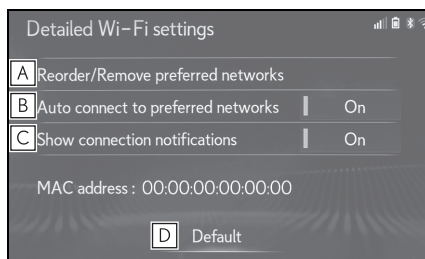 Detailed Wi-Fi settings
A Reorder/Remove preferred networks
B Auto connect to preferred networks On
C Show connection notifications On
MAC address : 00:00:00:00:00:00
D Default